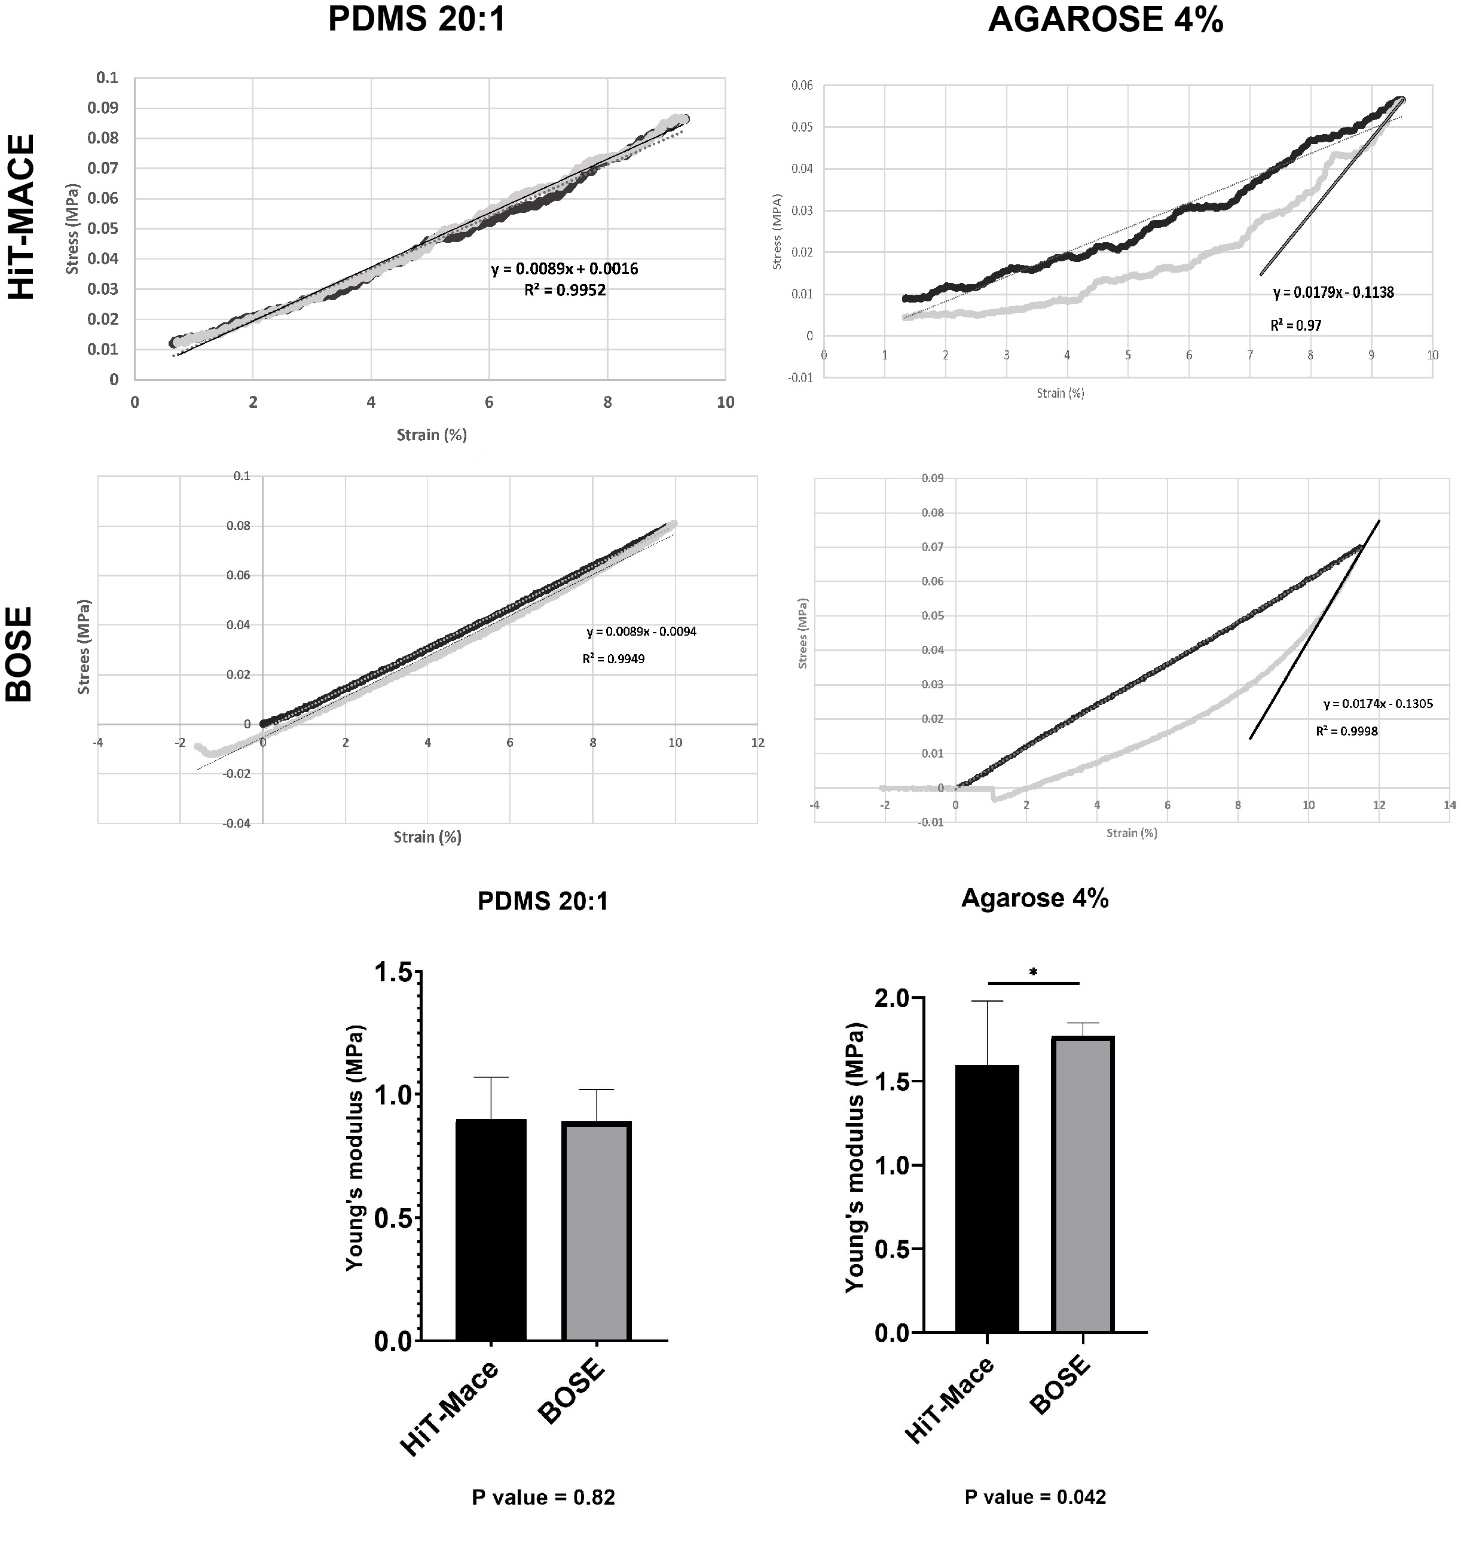 PDMS 20:1
AGAROSE 4%
HiT-MACE
Stress (MPa)
0.1
0.09
0.08
0.07
0.06
0.05
0.04
0.03
0.02
0.01
0
0 2 4 6 8 10
Strain (%)
y = 0.0089x + 0.0016
R² = 0.9952
Stress (MPA)
0.06
0.05
0.04
0.03
0.02
0.01
0
-0.01
0 1 2 3 4 5 6 7 8 9 10
Strain (%)
y = 0.0179x - 0.1138
R² = 0.97
BOSE
Strees (MPa)
0.1
0.08
0.06
0.04
0.02
0
-0.02
-0.04
-4 -2 0 2 4 6 8 10 12
Strain (%)
y = 0.0089x - 0.0094
R² = 0.9949
Strees (MPa)
0.09
0.08
0.07
0.06
0.05
0.04
0.03
0.02
0.01
0
-0.01
-4 -2 0 2 4 6 8 10 12 14
Strain (%)
y = 0.0174x - 0.1305
R² = 0.9998
PDMS 20:1
Young's modulus (MPa)
1.5
1.0
0.5
0.0
HiT-Mace
BOSE
P value = 0.82
Agarose 4%
*
Young's modulus (MPa)
2.0
1.5
1.0
0.5
0.0
HiT-Mace
BOSE
P value = 0.042